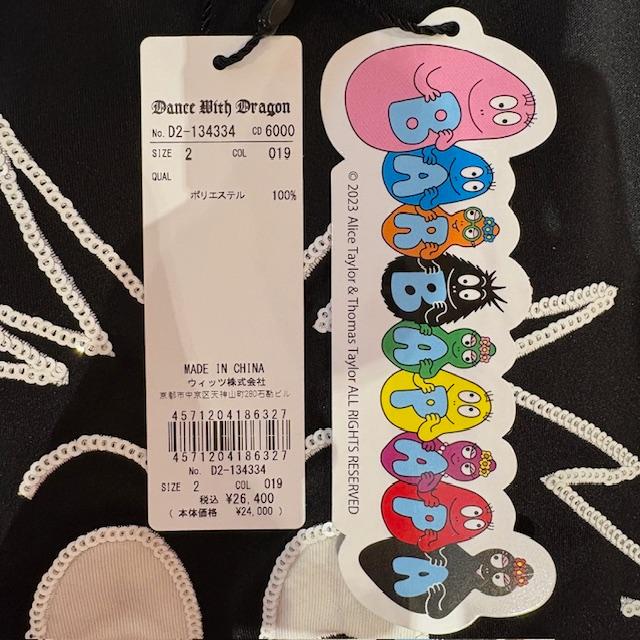 Dance With Dragon
No. D2-134334 CD 6000
SIZE 2 COL 019
QUAL
ポリエステル 100%
MADE IN CHINA
ウィッツ株式会社
京都市中京区天神山町280石勘ビル
4571204186327
4571204186327
No. D2-134334
SIZE 2 COL 019
税込 ¥26,400
( 本体価格 ¥24,000 )
BARBAPAPA
© 2023 Alice Taylor & Thomas Taylor ALL RIGHTS RESERVED